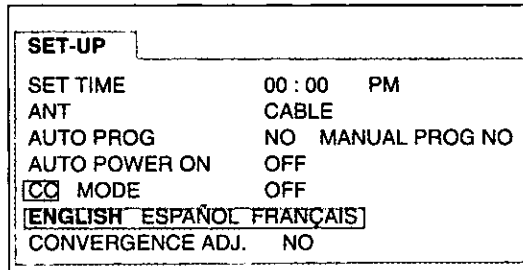 SET-UP
SET TIME 00 : 00 PM
ANT CABLE
AUTO PROG NO MANUAL PROG NO
AUTO POWER ON OFF
CC MODE OFF
ENGLISH ESPAÑOL FRANÇAIS
CONVERGENCE ADJ. NO